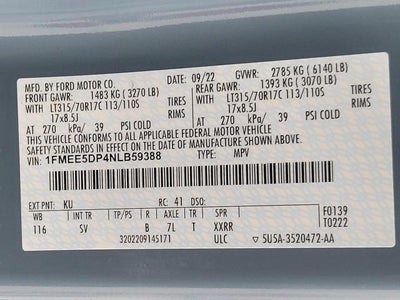 MFD. BY FORD MOTOR CO. DATE: 09/22 GVWR: 2785 KG ( 6140 LB)
FRONT GAWR: 1483 KG ( 3270 LB) REAR GAWR: 1393 KG ( 3070 LB)
WITH LT315/70R17C 113/110S TIRES WITH LT315/70R17C 113/110S TIRES
17x8.5J RIMS 17x8.5J RIMS
AT 270 kPa/ 39 PSI COLD AT 270 kPa/ 39 PSI COLD
THIS VEHICLE CONFORMS TO ALL APPLICABLE FEDERAL MOTOR VEHICLE
SAFETY STANDARDS IN EFFECT ON THE DATE OF MANUFACTURE SHOWN ABOVE.
VIN: 1FMEE5DP4NLB59388 TYPE: MPV
EXT PNT: KU RC: 41 DSO: F0139
WB INT TR TP/PS R AXLE TR SPR T0222
116 SV B 7L T XXRR
3202209145171 ULC 5U5A-3520472-AA